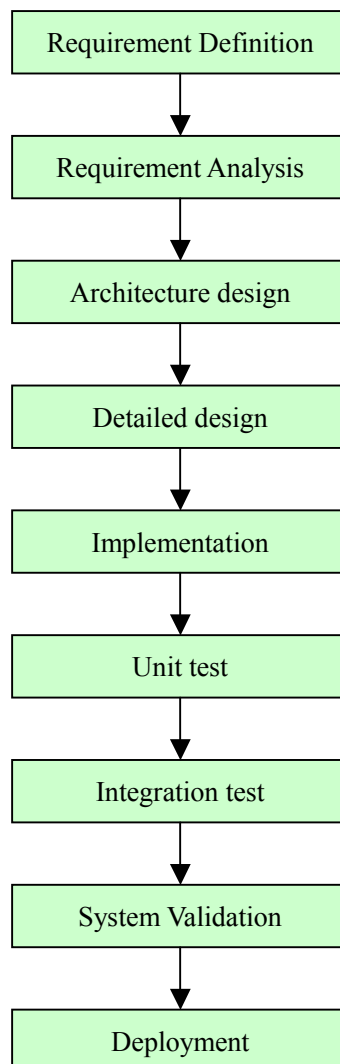 Requirement Definition
Requirement Analysis
Architecture design
Detailed design
Implementation
Unit test
Integration test
System Validation
Deployment